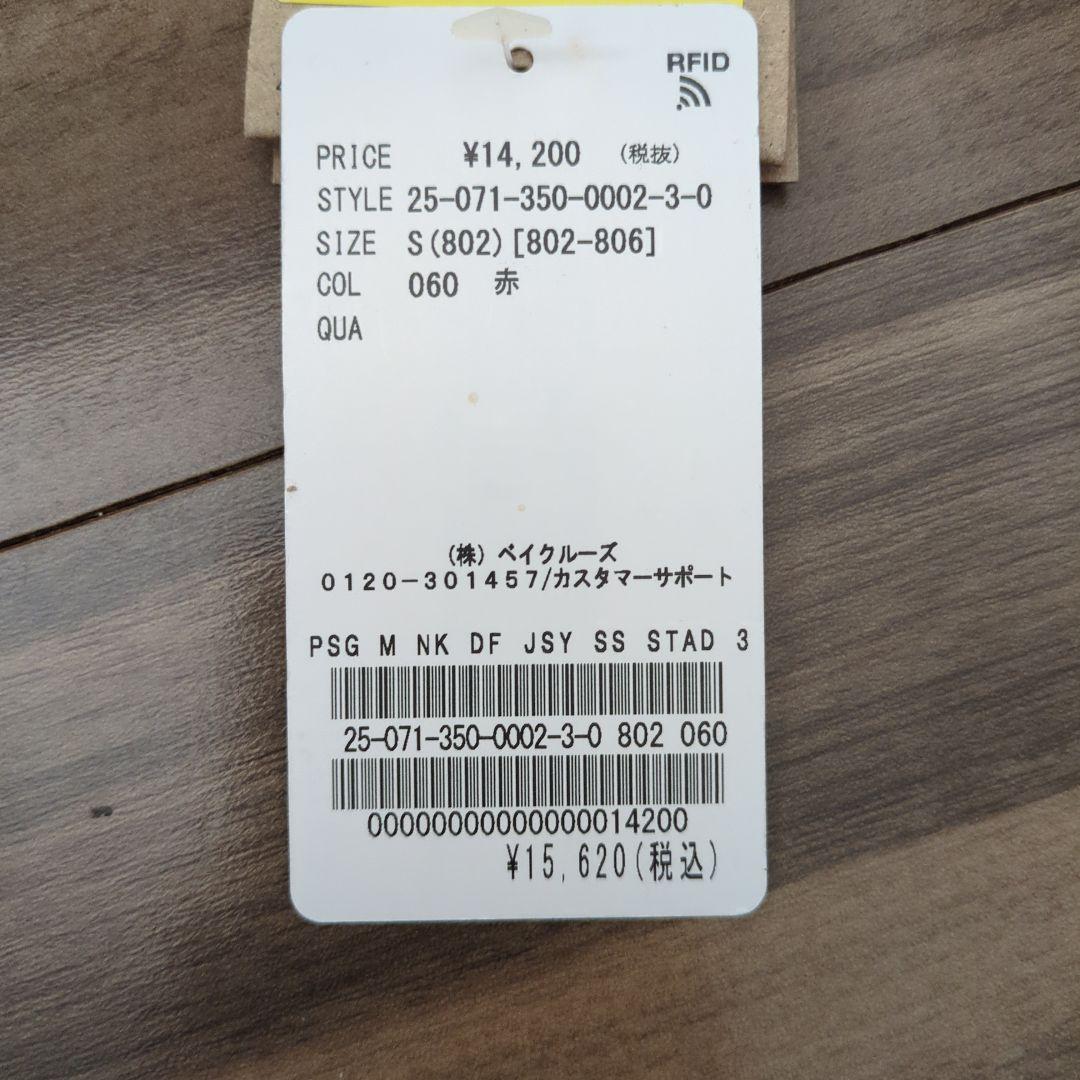 RFID
PRICE ¥14,200 (税抜)
STYLE 25-071-350-0002-3-0
SIZE S(802)[802-806]
COL 060 赤
QUA
(株)ベイクルーズ
0120-301457/カスタマーサポート
PSG M NK DF JSY SS STAD 3
25-071-350-0002-3-0 802 060
00000000000000014200
¥15,620(税込)